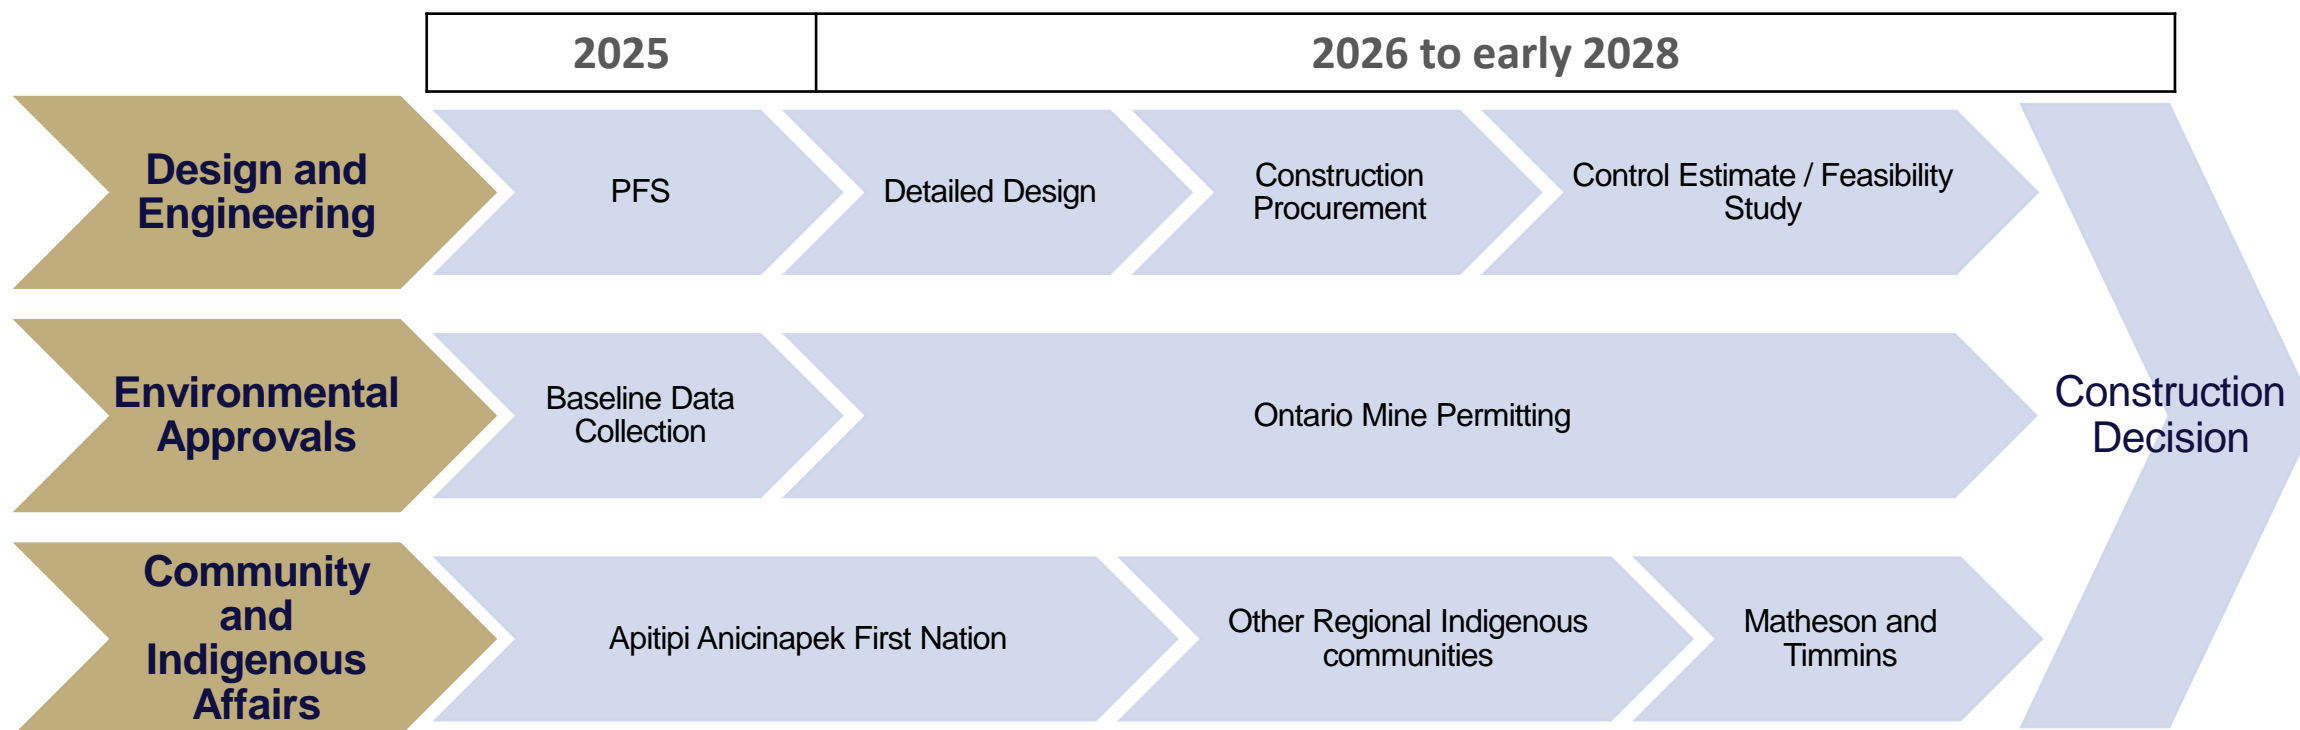 2025
2026 to early 2028
Design and
Engineering
PFS
Detailed Design
Construction
Procurement
Control Estimate / Feasibility
Study
Environmental
Approvals
Baseline Data
Collection
Ontario Mine Permitting
Construction
Decision
Community
and
Indigenous
Affairs
Apitipi Anicinapek First Nation
Other Regional Indigenous
communities
Matheson and
Timmins